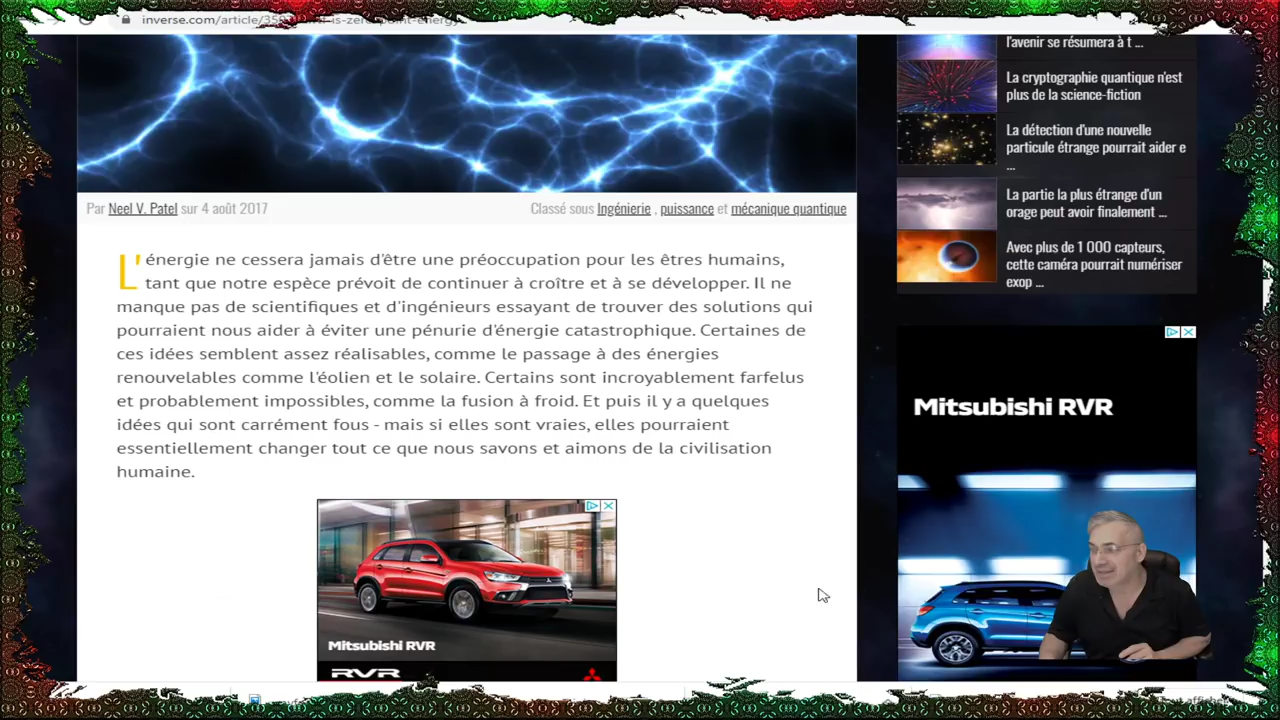 inverse.com/article/
-is-zero-point-energy
l'avenir se résumera à t ...
La cryptographie quantique n'est
plus de la science-fiction
La détection d'une nouvelle
particule étrange pourrait aider e
...
La partie la plus étrange d'un
orage peut avoir finalement ...
Avec plus de 1 000 capteurs,
cette caméra pourrait numériser
exop ...
Par Neel V. Patel sur 4 août 2017
Classé sous Ingénierie , puissance et mécanique quantique
L'énergie ne cessera jamais d'être une préoccupation pour les êtres humains,
tant que notre espèce prévoit de continuer à croître et à se développer. Il ne
manque pas de scientifiques et d'ingénieurs essayant de trouver des solutions qui
pourraient nous aider à éviter une pénurie d'énergie catastrophique. Certaines de
ces idées semblent assez réalisables, comme le passage à des énergies
renouvelables comme l'éolien et le solaire. Certains sont incroyablement farfelus
et probablement impossibles, comme la fusion à froid. Et puis il y a quelques
idées qui sont carrément fous - mais si elles sont vraies, elles pourraient
essentiellement changer tout ce que nous savons et aimons de la civilisation
humaine.
Mitsubishi RVR
RVR
Mitsubishi RVR